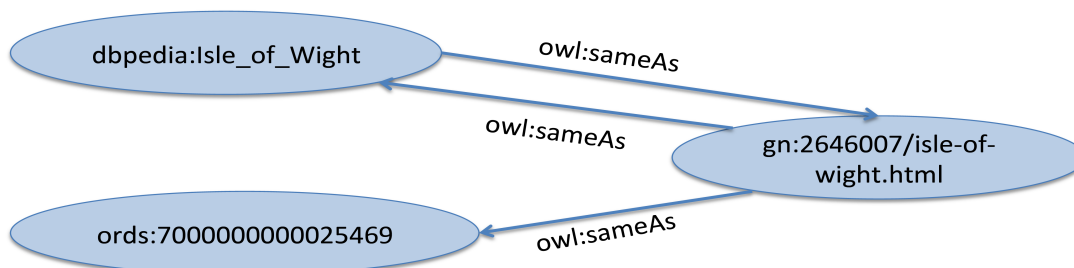 dbpedia:Isle_of_Wight
owl:sameAs
owl:sameAs
gn:2646007/isle-of-
wight.html
ords:7000000000025469
owl:sameAs